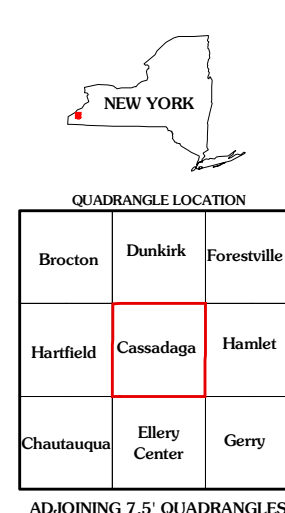 NEW YORK
QUADRANGLE LOCATION
Brocton Dunkirk Forestville
Hartfield Cassadaga Hamlet
Chautauqua Ellery Center Gerry
ADJOINING 7.5' QUADRANGLES